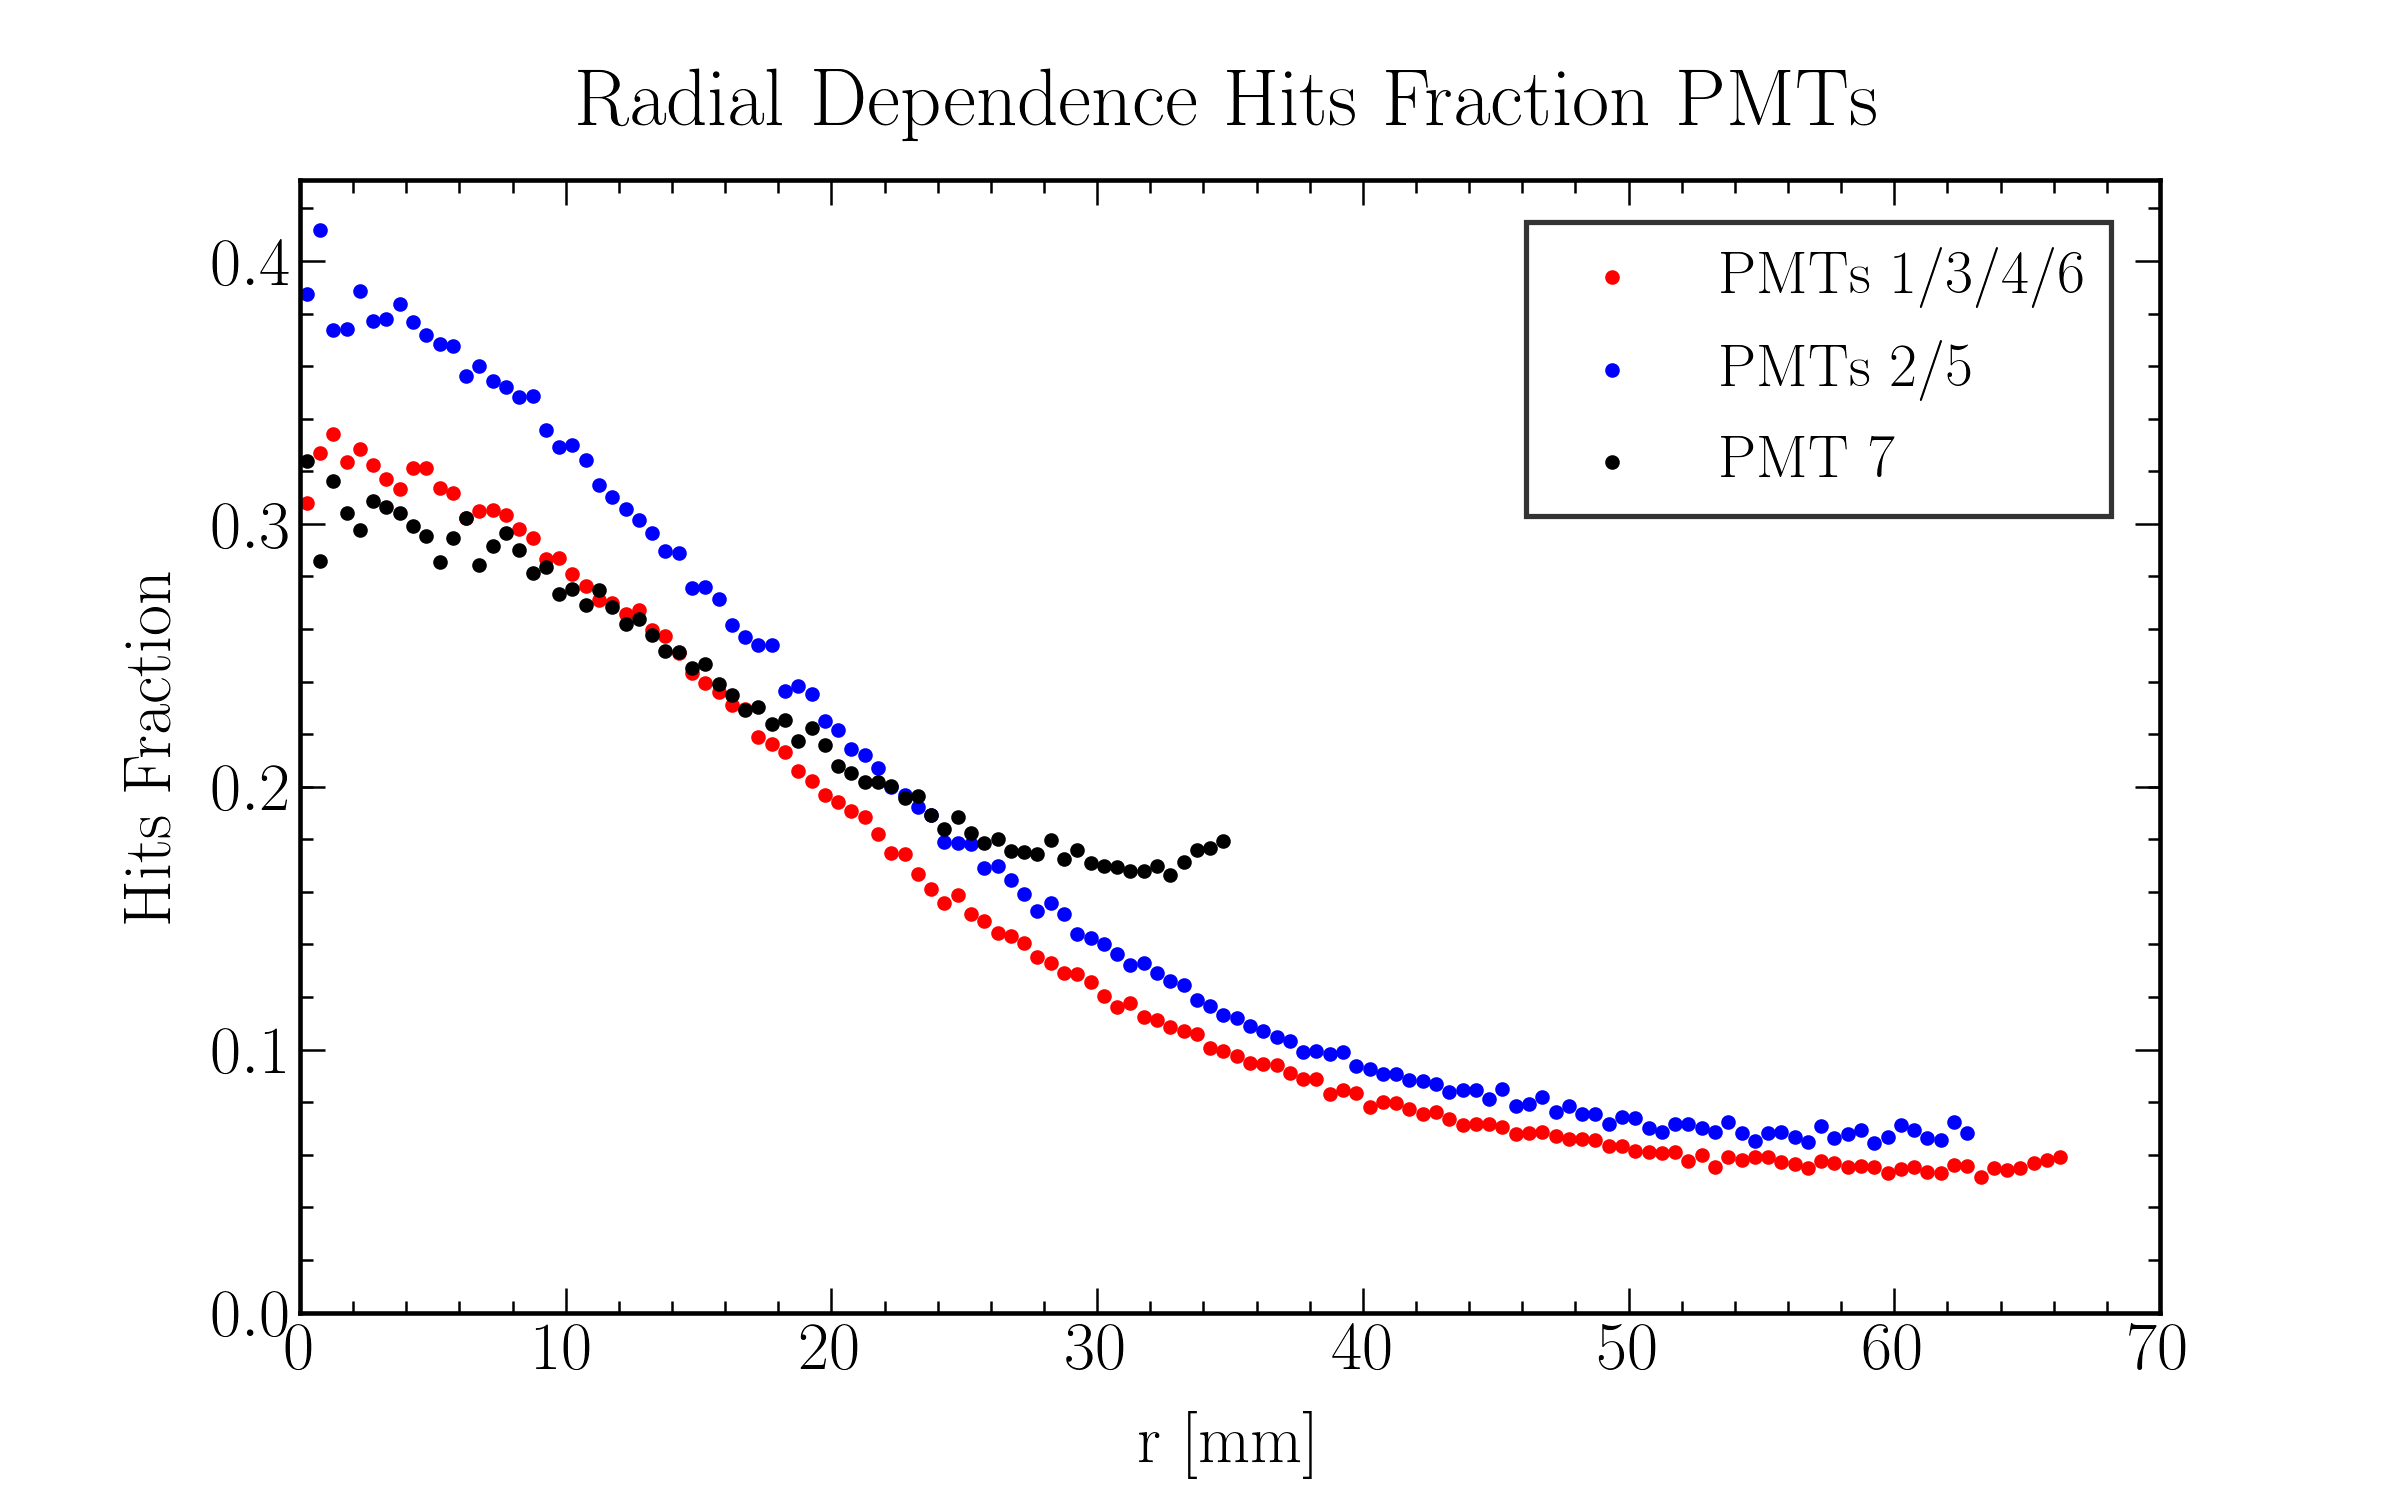 Radial Dependence Hits Fraction PMTs
PMTs 1/3/4/6
PMTs 2/5
PMT 7
Hits Fraction
0.4
0.3
0.2
0.1
0.0
0 10 20 30 40 50 60 70
r [mm]